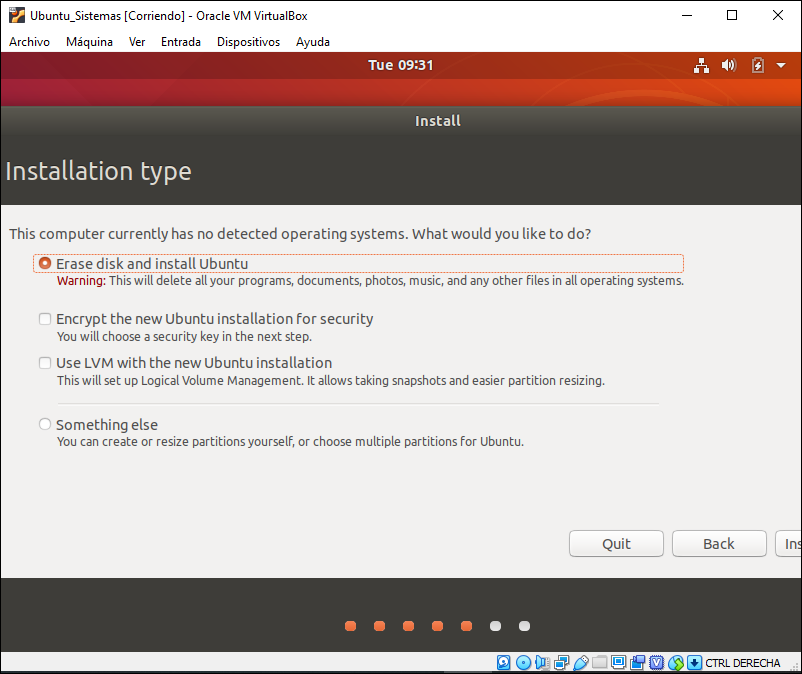 Ubuntu_Sistemas [Corriendo] - Oracle VM VirtualBox
Archivo Máquina Ver Entrada Dispositivos Ayuda
Tue 09:31
Install
Installation type
This computer currently has no detected operating systems. What would you like to do?
Erase disk and install Ubuntu
Warning: This will delete all your programs, documents, photos, music, and any other files in all operating systems.
Encrypt the new Ubuntu installation for security
You will choose a security key in the next step.
Use LVM with the new Ubuntu installation
This will set up Logical Volume Management. It allows taking snapshots and easier partition resizing.
Something else
You can create or resize partitions yourself, or choose multiple partitions for Ubuntu.
Quit Back Ins
CTRL DERECHA